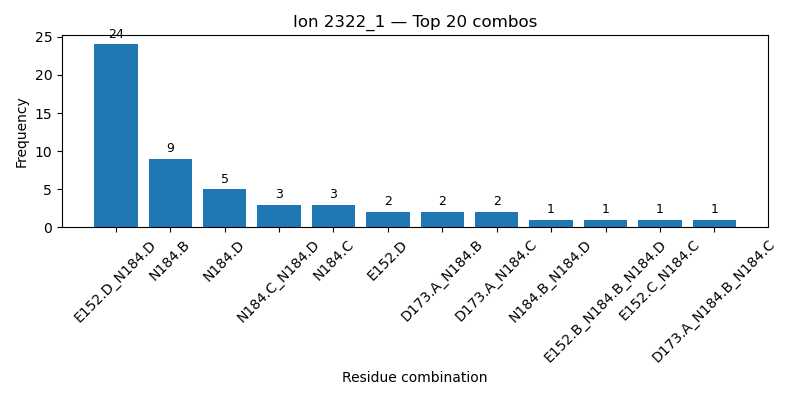 Ion 2322_1 — Top 20 combos
Frequency
25
20
15
10
5
0
24
9
5
3
3
2
2
2
1
1
1
1
E152.D_N184.D
N184.B
N184.D
N184.C_N184.D
N184.C
E152.D
D173.A_N184.B
D173.A_N184.C
N184.B_N184.D
E152.B_N184.B_N184.D
E152.C_N184.C
D173.A_N184.B_N184.C
Residue combination